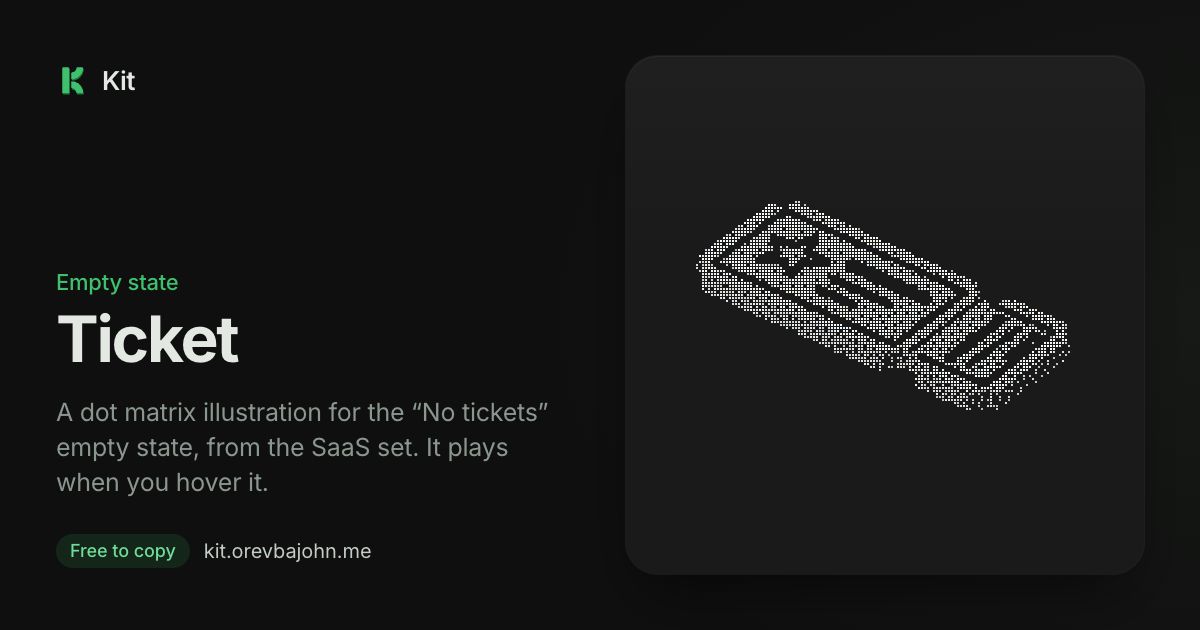 Kit
Empty state
Ticket
A dot matrix illustration for the “No tickets”
empty state, from the SaaS set. It plays
when you hover it.
Free to copy
kit.orevbajohn.me